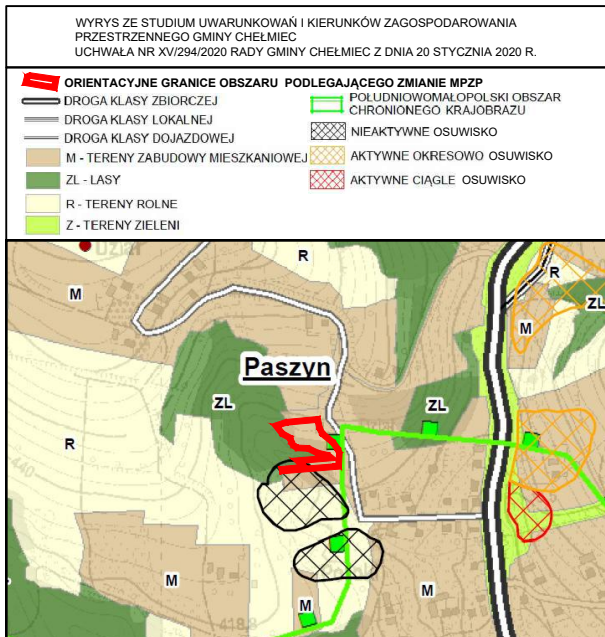 WYRYS ZE STUDIUM UWARUNKOWAŃ I KIERUNKÓW ZAGOSPODAROWANIA
PRZESTRZENNEGO GMINY CHEŁMIEC
UCHWAŁA NR XV/294/2020 RADY GMINY CHEŁMIEC Z DNIA 20 STYCZNIA 2020 R.
ORIENTACYJNE GRANICE OBSZARU PODLEGAJĄCEGO ZMIANIE MPZP
DROGA KLASY ZBIORCZEJ
DROGA KLASY LOKALNEJ
DROGA KLASY DOJAZDOWEJ
M - TERENY ZABUDOWY MIESZKANIOWEJ
ZL - LASY
R - TERENY ROLNE
Z - TERENY ZIELENI
POŁUDNIOWOMAŁOPOLSKI OBSZAR
CHRONIONEGO KRAJOBRAZU
NIEAKTYWNE OSUWISKO
AKTYWNE OKRESOWO OSUWISKO
AKTYWNE CIĄGLE OSUWISKO
R
M
ZL
M
Paszyn
ZL
ZL
R
440
M
M
M
418.8